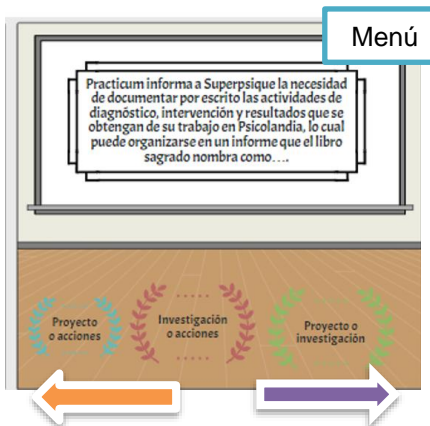 Menú
Practicum informa a Superpsique la necesidad
de documentar por escrito las actividades de
diagnóstico, intervención y resultados que se
obtengan de su trabajo en Psicolandia, lo cual
puede organizarse en un informe que el libro
sagrado nombra como….
Proyecto
o acciones
Investigación
o acciones
Proyecto o
investigación